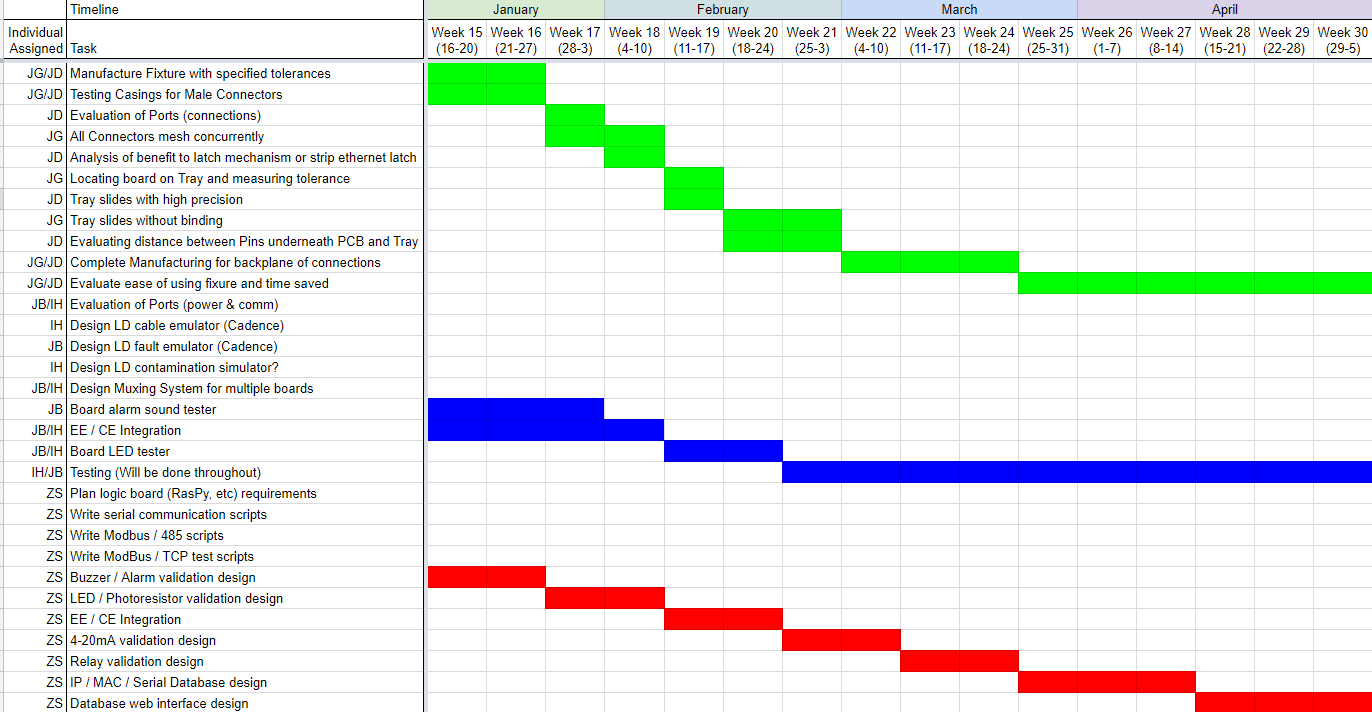 Timeline January February March April
Individual Week 15 Week 16 Week 17 Week 18 Week 19 Week 20 Week 21 Week 22 Week 23 Week 24 Week 25 Week 26 Week 27 Week 28 Week 29 Week 30
Assigned Task (16-20) (21-27) (28-3) (4-10) (11-17) (18-24) (25-3) (4-10) (11-17) (18-24) (25-31) (1-7) (8-14) (15-21) (22-28) (29-5)
JG/JD Manufacture Fixture with specified tolerances
JG/JD Testing Casings for Male Connectors
JD Evaluation of Ports (connections)
JG All Connectors mesh concurrently
JD Analysis of benefit to latch mechanism or strip ethernet latch
JG Locating board on Tray and measuring tolerance
JD Tray slides with high precision
JG Tray slides without binding
JD Evaluating distance between Pins underneath PCB and Tray
JG/JD Complete Manufacturing for backplane of connections
JG/JD Evaluate ease of using fixure and time saved
JB/IH Evaluation of Ports (power & comm)
IH Design LD cable emulator (Cadence)
JB Design LD fault emulator (Cadence)
IH Design LD contamination simulator?
JB/IH Design Muxing System for multiple boards
JB Board alarm sound tester
JB/IH EE / CE Integration
JB/IH Board LED tester
IH/JB Testing (Will be done throughout)
ZS Plan logic board (RasPy, etc) requirements
ZS Write serial communication scripts
ZS Write Modbus / 485 scripts
ZS Write ModBus / TCP test scripts
ZS Buzzer / Alarm validation design
ZS LED / Photoresistor validation design
ZS EE / CE Integration
ZS 4-20mA validation design
ZS Relay validation design
ZS IP / MAC / Serial Database design
ZS Database web interface design